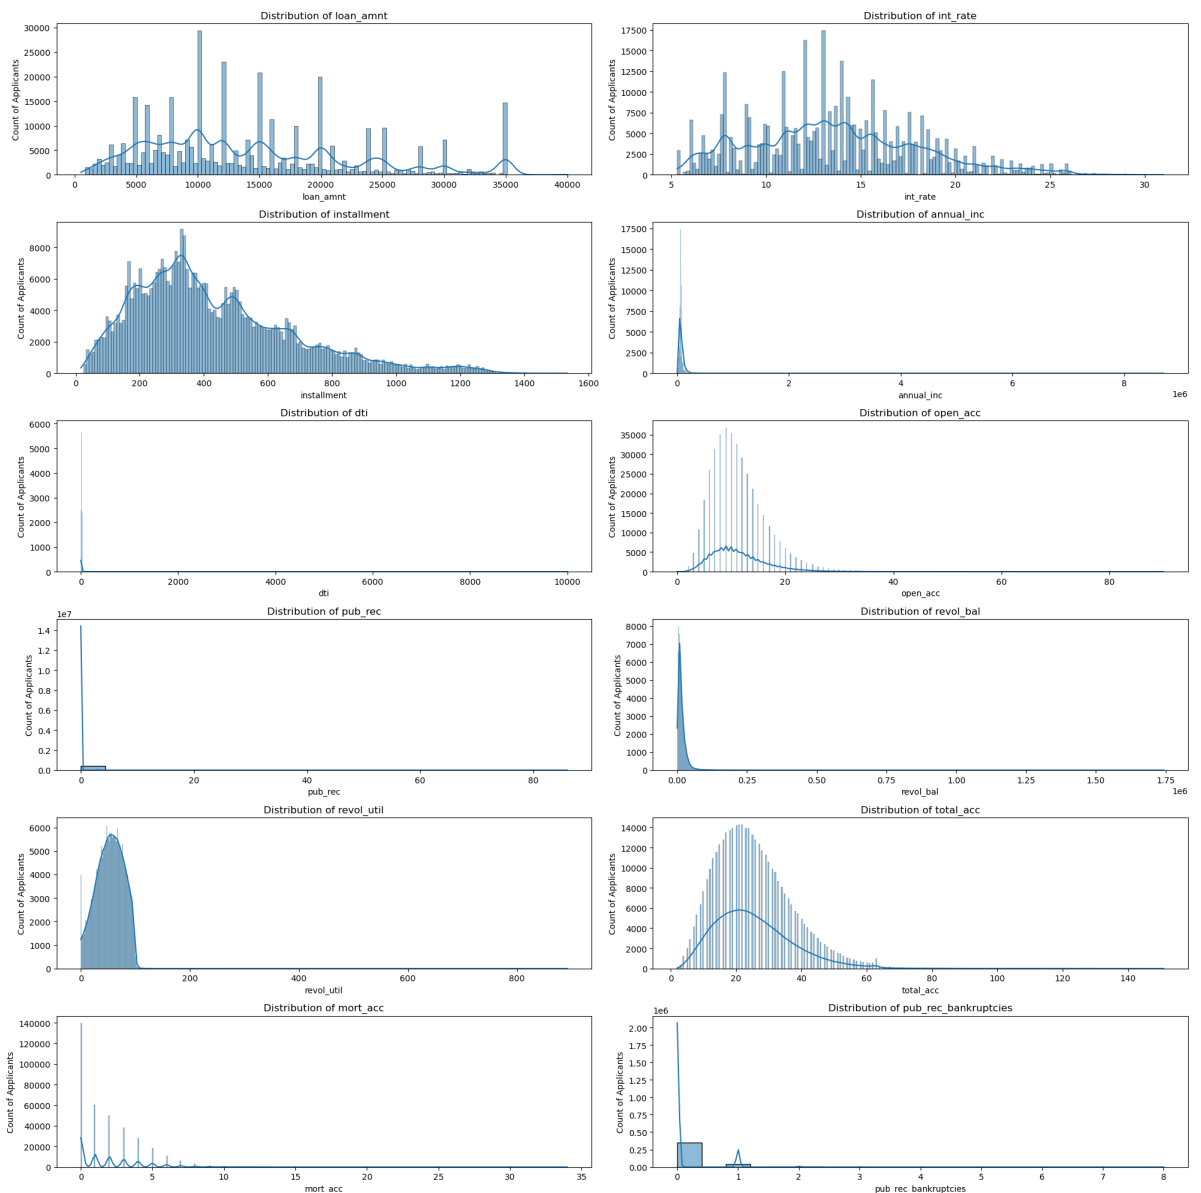 Distribution of loan_amnt
Count of Applicants
30000
25000
20000
15000
10000
5000
0
0 5000 10000 15000 20000 25000 30000 35000 40000
loan_amnt
Distribution of int_rate
Count of Applicants
17500
15000
12500
10000
7500
5000
2500
0
5 10 15 20 25 30
int_rate
Distribution of installment
Count of Applicants
8000
6000
4000
2000
0
0 200 400 600 800 1000 1200 1400 1600
installment
Distribution of annual_inc
Count of Applicants
17500
15000
12500
10000
7500
5000
2500
0
0 2 4 6 8
annual_inc
1e6
Distribution of dti
Count of Applicants
6000
5000
4000
3000
2000
1000
0
0 2000 4000 6000 8000 10000
dti
Distribution of open_acc
Count of Applicants
35000
30000
25000
20000
15000
10000
5000
0
0 20 40 60 80
open_acc
1e7
Distribution of pub_rec
Count of Applicants
1.4
1.2
1.0
0.8
0.6
0.4
0.2
0.0
0 20 40 60 80
pub_rec
Distribution of revol_bal
Count of Applicants
8000
7000
6000
5000
4000
3000
2000
1000
0
0.00 0.25 0.50 0.75 1.00 1.25 1.50 1.75
revol_bal
1e6
Distribution of revol_util
Count of Applicants
6000
5000
4000
3000
2000
1000
0
0 200 400 600 800
revol_util
Distribution of total_acc
Count of Applicants
14000
12000
10000
8000
6000
4000
2000
0
0 20 40 60 80 100 120 140
total_acc
Distribution of mort_acc
Count of Applicants
140000
120000
100000
80000
60000
40000
20000
0
0 5 10 15 20 25 30 35
mort_acc
1e6
Distribution of pub_rec_bankruptcies
Count of Applicants
2.00
1.75
1.50
1.25
1.00
0.75
0.50
0.25
0.00
0 1 2 3 4 5 6 7 8
pub_rec_bankruptcies